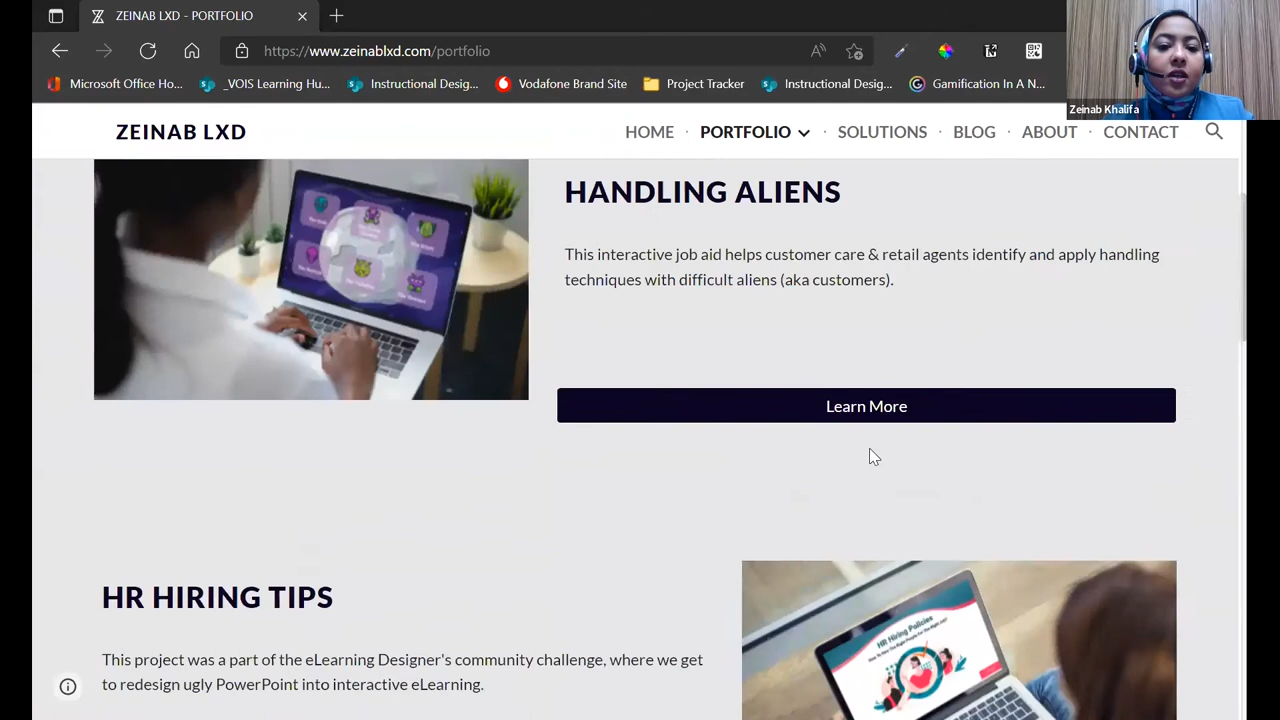 ZEINAB LXD - PORTFOLIO
https://www.zeinablxd.com/portfolio
Microsoft Office Ho...
_VOIS Learning Hu...
Instructional Desig...
Vodafone Brand Site
Project Tracker
Instructional Desig...
Gamification In A N...
Zeinab Khalifa
ZEINAB LXD
HOME · PORTFOLIO · SOLUTIONS · BLOG · ABOUT · CONTACT
HANDLING ALIENS
This interactive job aid helps customer care & retail agents identify and apply handling
techniques with difficult aliens (aka customers).
Learn More
HR HIRING TIPS
This project was a part of the eLearning Designer's community challenge, where we get
to redesign ugly PowerPoint into interactive eLearning.
HR Hiring Policies